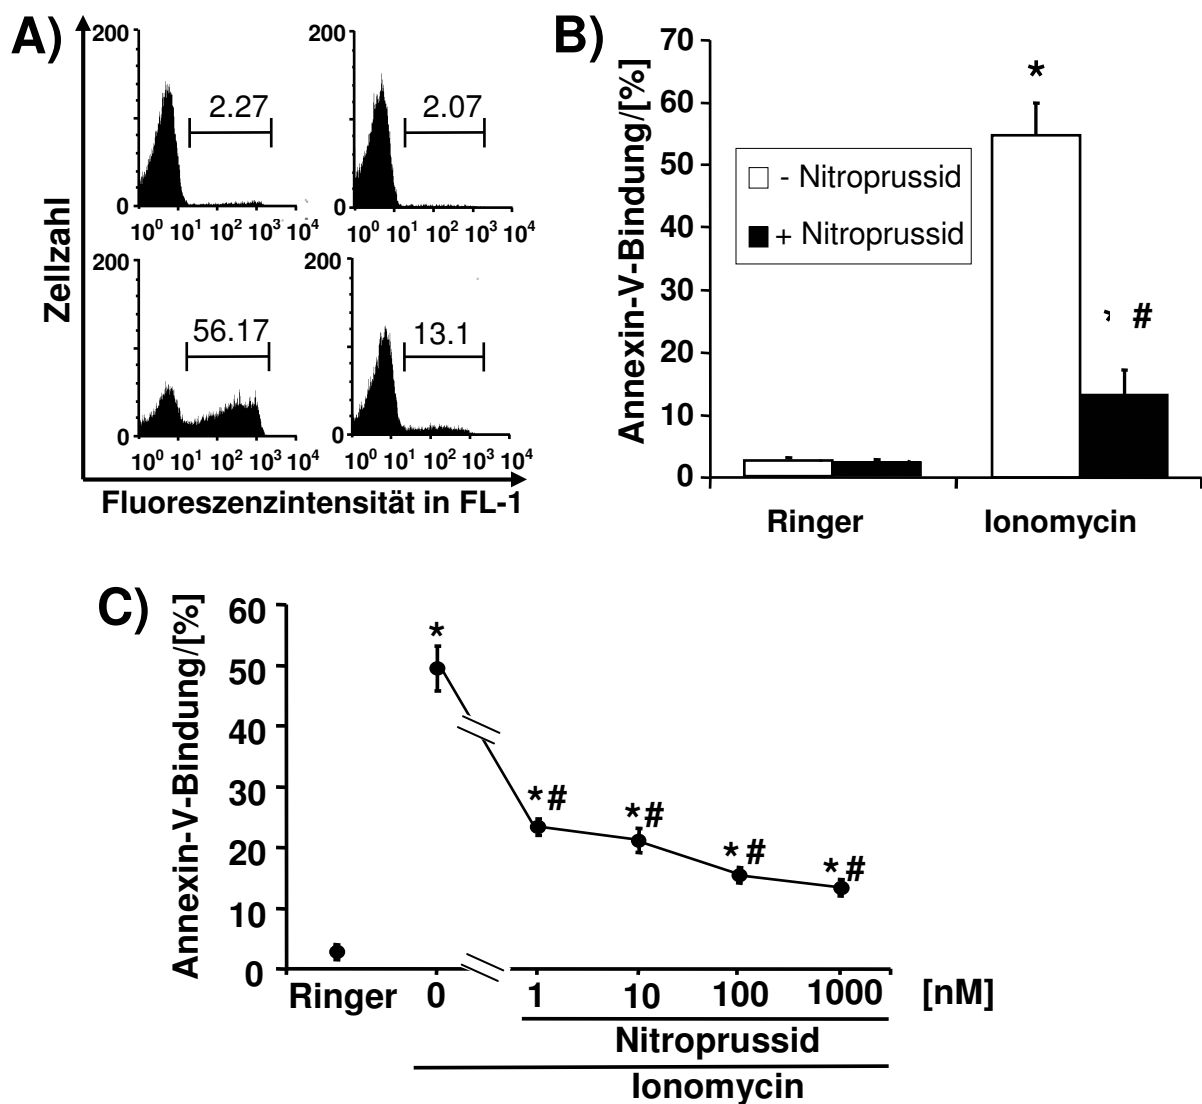 A)
Zellzahl
200
0
2.27
10⁰ 10¹ 10² 10³ 10⁴
200
0
2.07
10⁰ 10¹ 10² 10³ 10⁴
200
0
56.17
10⁰ 10¹ 10² 10³ 10⁴
200
0
13.1
10⁰ 10¹ 10² 10³ 10⁴
Fluoreszenzintensität in FL-1
B)
Annexin-V-Bindung/[%]
70
60
50
40
30
20
10
0
- Nitroprussid
+ Nitroprussid
*
* #
Ringer Ionomycin
C)
Annexin-V-Bindung/[%]
60
50
40
30
20
10
0
*
*#
*#
*#
*#
Ringer 0 1 10 100 1000 [nM]
Nitroprussid
Ionomycin